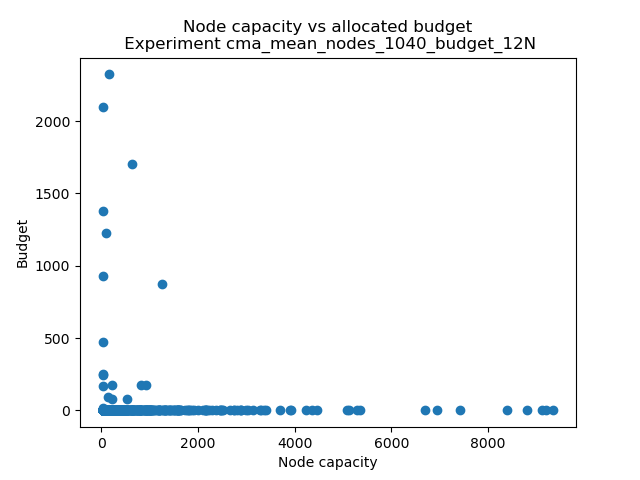 Node capacity vs allocated budget
Experiment cma_mean_nodes_1040_budget_12N
2000
1500
1000
500
0
Budget
0 2000 4000 6000 8000
Node capacity